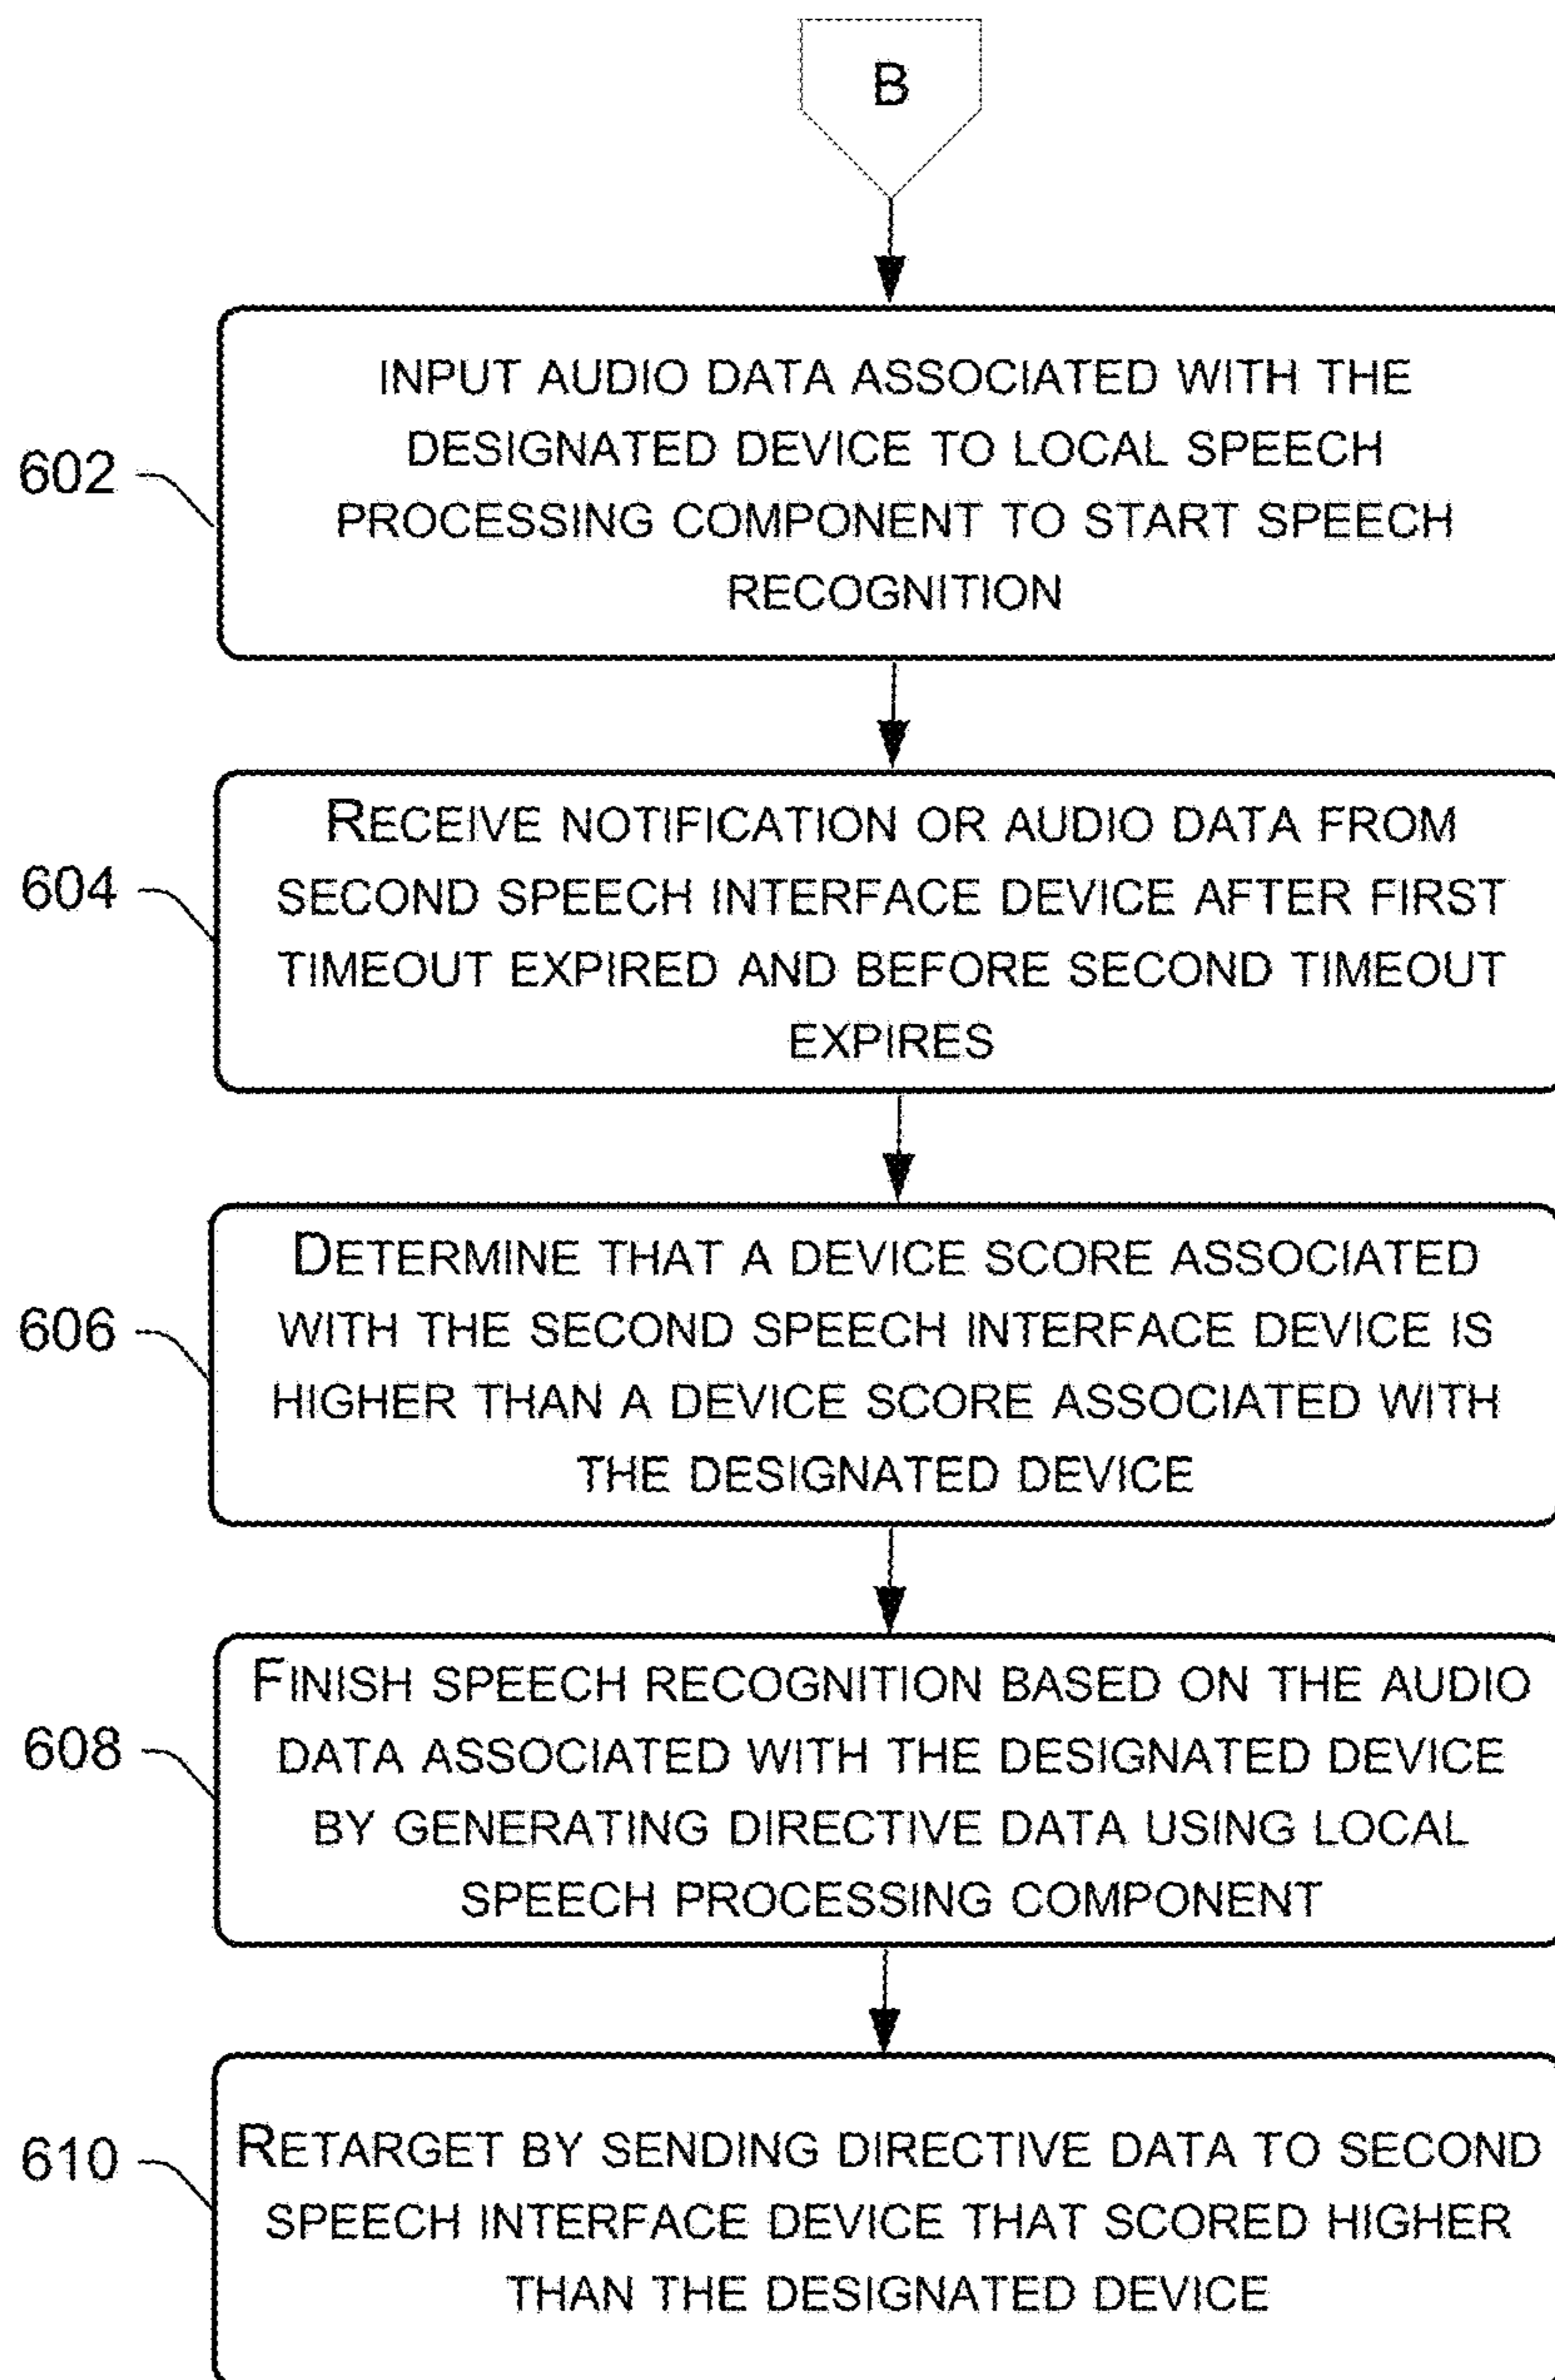 B
INPUT AUDIO DATA ASSOCIATED WITH THE
DESIGNATED DEVICE TO LOCAL SPEECH
602
PROCESSING COMPONENT TO START SPEECH
RECOGNITION
RECEIVE NOTIFICATION OR AUDIO DATA FROM
604
SECOND SPEECH INTERFACE DEVICE AFTER FIRST
TIMEOUT EXPIRED AND BEFORE SECOND TIMEOUT
EXPIRES
DETERMINE THAT A DEVICE SCORE ASSOCIATED
606
WITH THE SECOND SPEECH INTERFACE DEVICE IS
HIGHER THAN A DEVICE SCORE ASSOCIATED WITH
THE DESIGNATED DEVICE
FINISH SPEECH RECOGNITION BASED ON THE AUDIO
608
DATA ASSOCIATED WITH THE DESIGNATED DEVICE
BY GENERATING DIRECTIVE DATA USING LOCAL
SPEECH PROCESSING COMPONENT
610
RETARGET BY SENDING DIRECTIVE DATA TO SECOND
SPEECH INTERFACE DEVICE THAT SCORED HIGHER
THAN THE DESIGNATED DEVICE